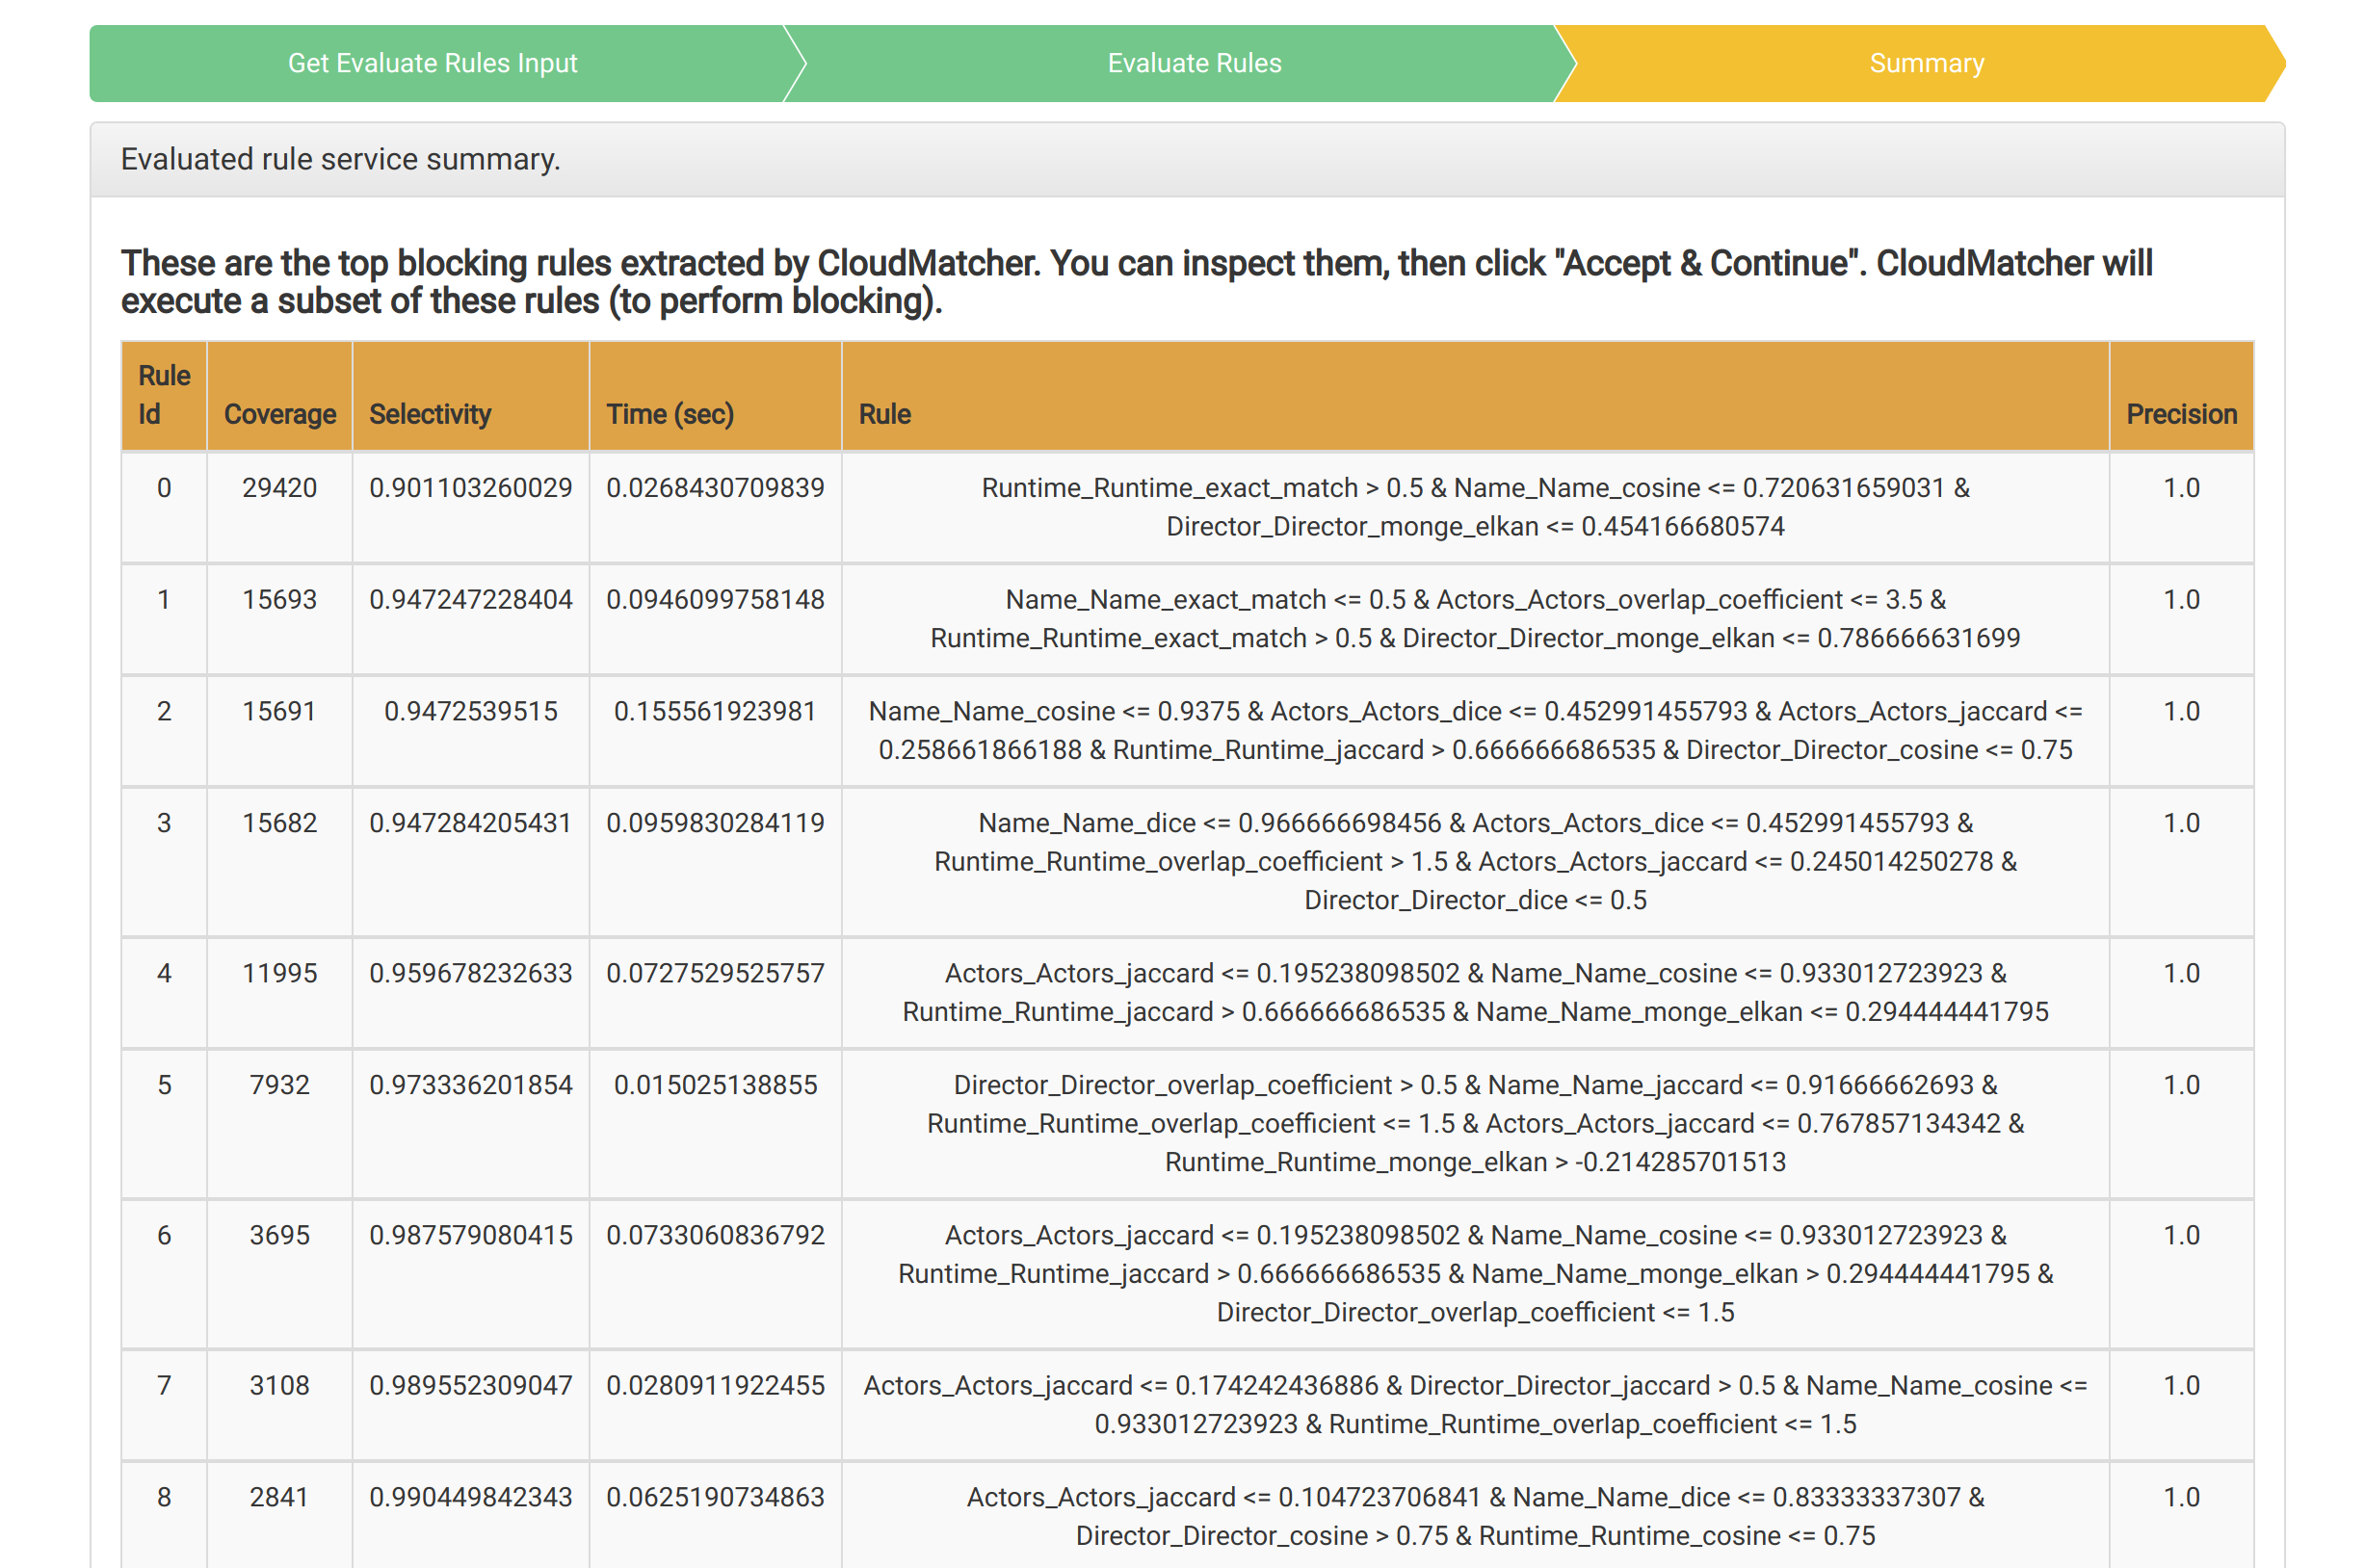 Get Evaluate Rules Input
Evaluate Rules
Summary
Evaluated rule service summary.
These are the top blocking rules extracted by CloudMatcher. You can inspect them, then click "Accept & Continue". CloudMatcher will
execute a subset of these rules (to perform blocking).
Rule Id Coverage Selectivity Time (sec) Rule Precision
0 29420 0.901103260029 0.0268430709839 Runtime_Runtime_exact_match > 0.5 & Name_Name_cosine <= 0.720631659031 & 1.0
Director_Director_monge_elkan <= 0.454166680574
1 15693 0.947247228404 0.0946099758148 Name_Name_exact_match <= 0.5 & Actors_Actors_overlap_coefficient <= 3.5 & 1.0
Runtime_Runtime_exact_match > 0.5 & Director_Director_monge_elkan <= 0.786666631699
2 15691 0.9472539515 0.155561923981 Name_Name_cosine <= 0.9375 & Actors_Actors_dice <= 0.452991455793 & Actors_Actors_jaccard <= 1.0
0.258661866188 & Runtime_Runtime_jaccard > 0.666666686535 & Director_Director_cosine <= 0.75
3 15682 0.947284205431 0.0959830284119 Name_Name_dice <= 0.966666698456 & Actors_Actors_dice <= 0.452991455793 & 1.0
Runtime_Runtime_overlap_coefficient > 1.5 & Actors_Actors_jaccard <= 0.245014250278 &
Director_Director_dice <= 0.5
4 11995 0.959678232633 0.0727529525757 Actors_Actors_jaccard <= 0.195238098502 & Name_Name_cosine <= 0.933012723923 & 1.0
Runtime_Runtime_jaccard > 0.666666686535 & Name_Name_monge_elkan <= 0.294444441795
5 7932 0.973336201854 0.015025138855 Director_Director_overlap_coefficient > 0.5 & Name_Name_jaccard <= 0.91666662693 & 1.0
Runtime_Runtime_overlap_coefficient <= 1.5 & Actors_Actors_jaccard <= 0.767857134342 &
Runtime_Runtime_monge_elkan > -0.214285701513
6 3695 0.987579080415 0.0733060836792 Actors_Actors_jaccard <= 0.195238098502 & Name_Name_cosine <= 0.933012723923 & 1.0
Runtime_Runtime_jaccard > 0.666666686535 & Name_Name_monge_elkan > 0.294444441795 &
Director_Director_overlap_coefficient <= 1.5
7 3108 0.989552309047 0.0280911922455 Actors_Actors_jaccard <= 0.174242436886 & Director_Director_jaccard > 0.5 & Name_Name_cosine <= 1.0
0.933012723923 & Runtime_Runtime_overlap_coefficient <= 1.5
8 2841 0.990449842343 0.0625190734863 Actors_Actors_jaccard <= 0.104723706841 & Name_Name_dice <= 0.83333337307 & 1.0
Director_Director_cosine > 0.75 & Runtime_Runtime_cosine <= 0.75